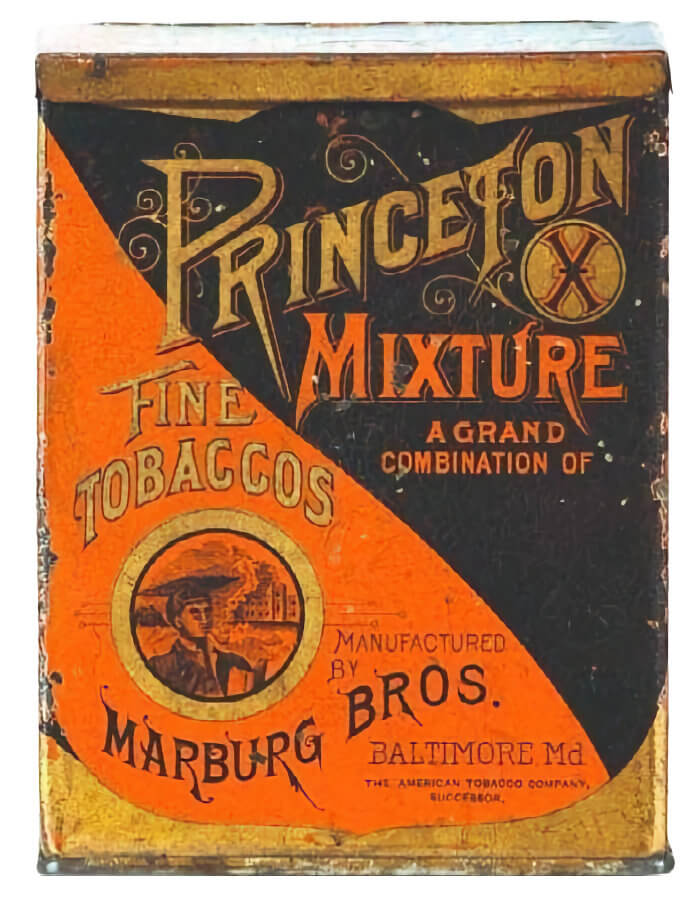 PRINCETON
X
MIXTURE
A GRAND
COMBINATION OF
FINE
TOBACCOS
MANUFACTURED
BY
MARBURG BROS.
BALTIMORE Md
THE AMERICAN TOBACCO COMPANY,
SUCCESSOR.